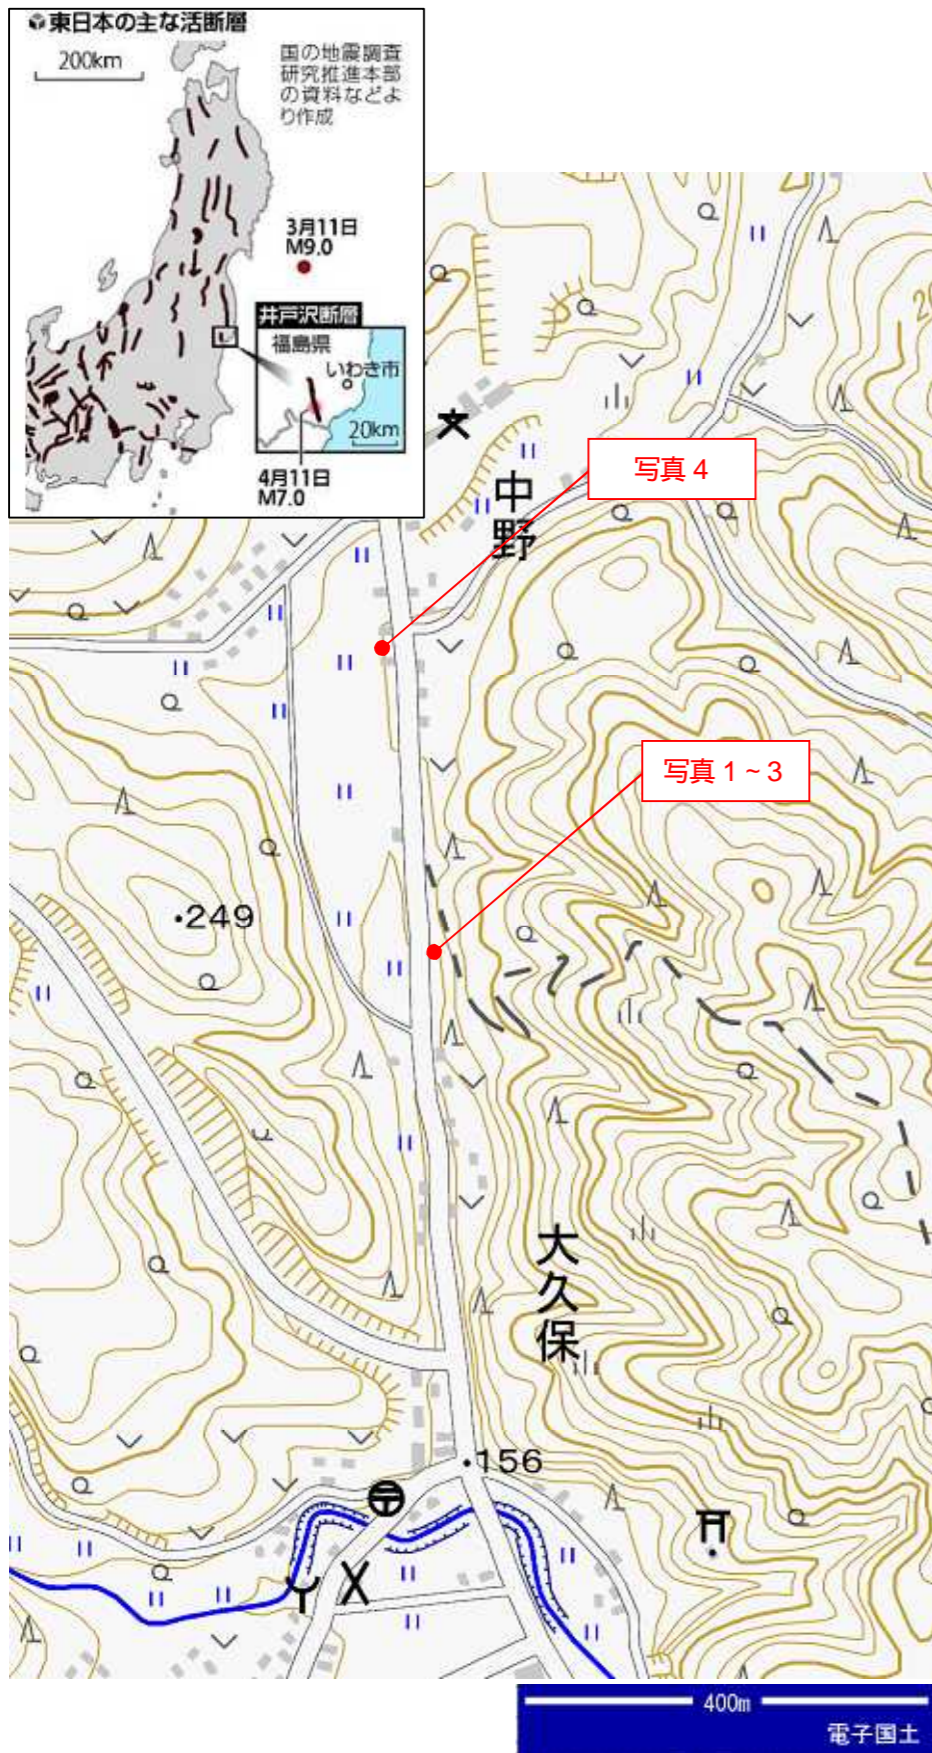 東日本の主な活断層
200km
国の地震調査
研究推進本部
の資料などよ
り作成
3月11日
M9.0
井戸沢断層
福島県
いわき市
20km
4月11日
M7.0
写真 4
中野
写真 1 ~ 3
249
大久保
156
400m
電子国土